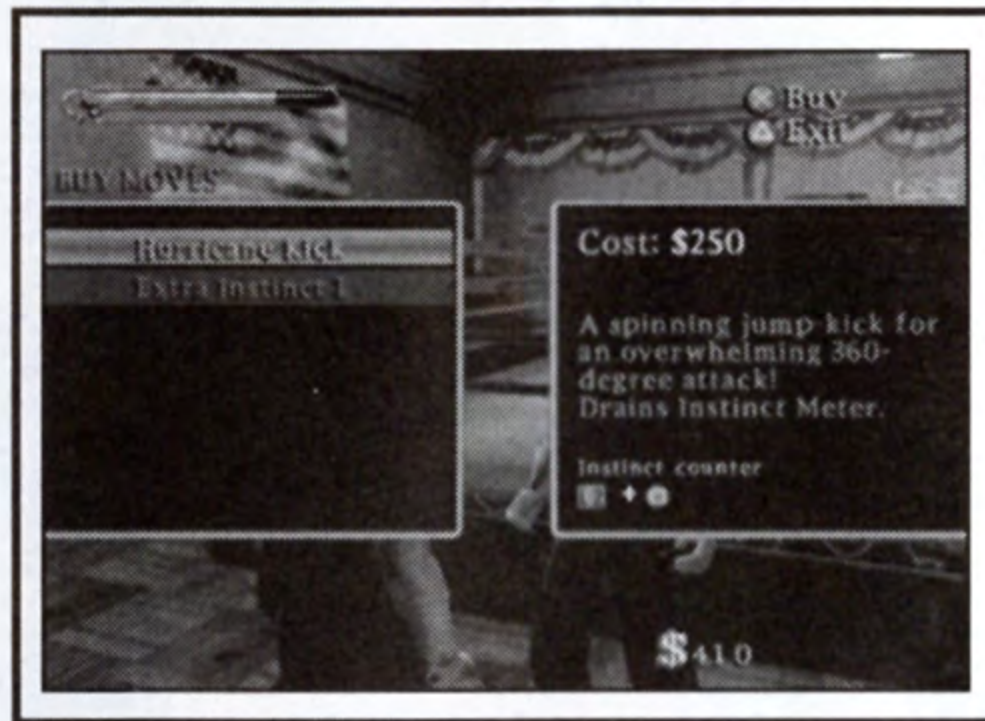 Buy
Exit
BUY MOVES
Hurricane Kick
Extra Instinct 1
Cost: $250
A spinning jump kick for
an overwhelming 360-
degree attack!
Drains Instinct Meter.
Instinct counter
+
$410